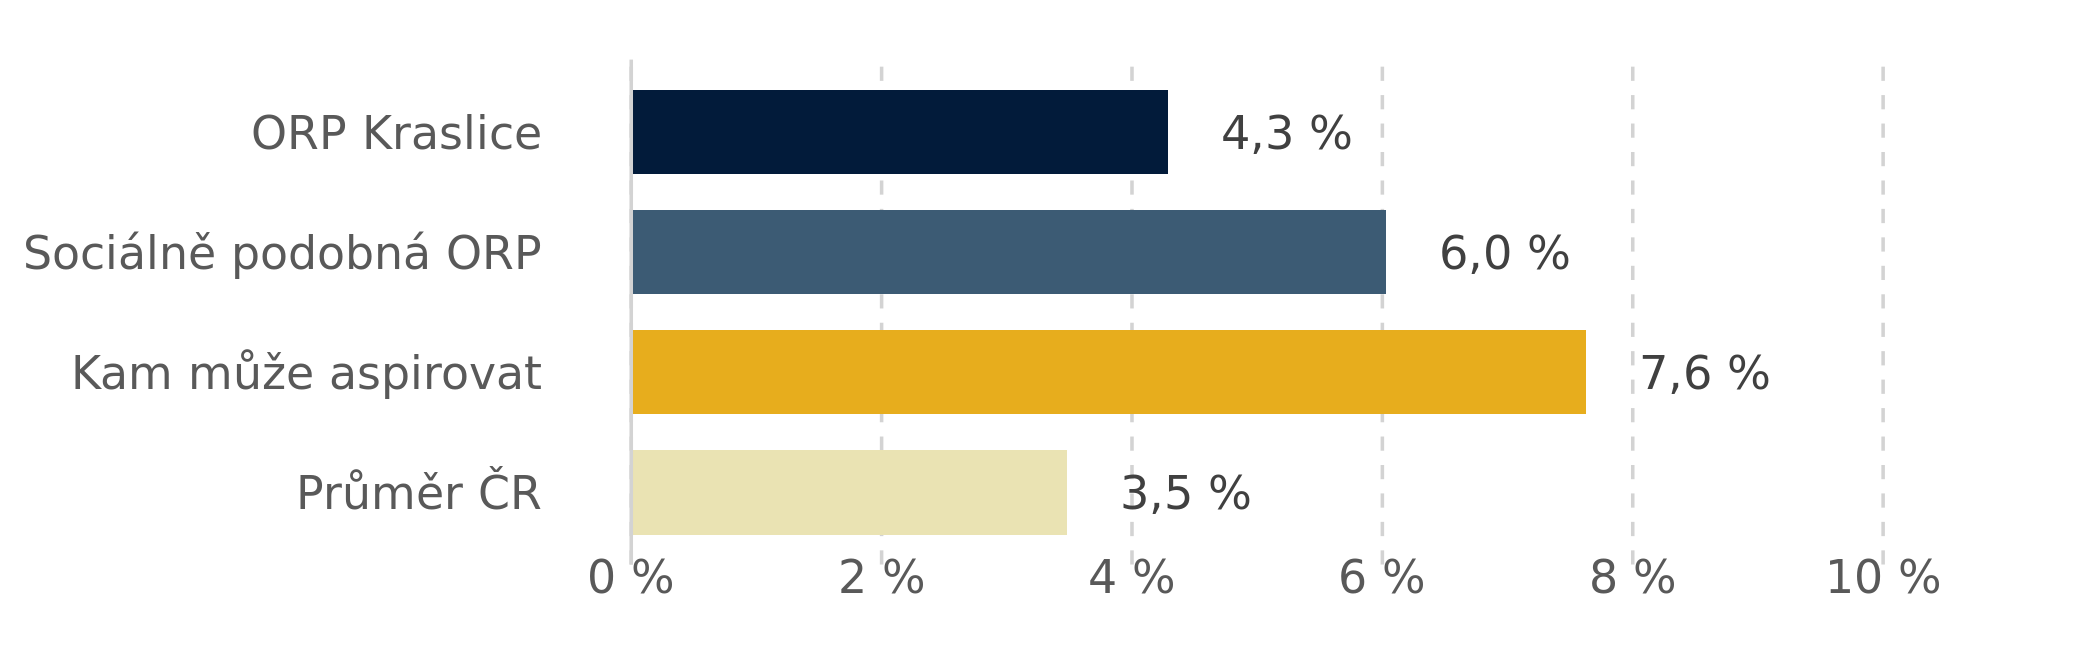 ORP Kraslice 4,3 %
Sociálně podobná ORP 6,0 %
Kam může aspirovat 7,6 %
Průměr ČR 3,5 %
0 % 2 % 4 % 6 % 8 % 10 %